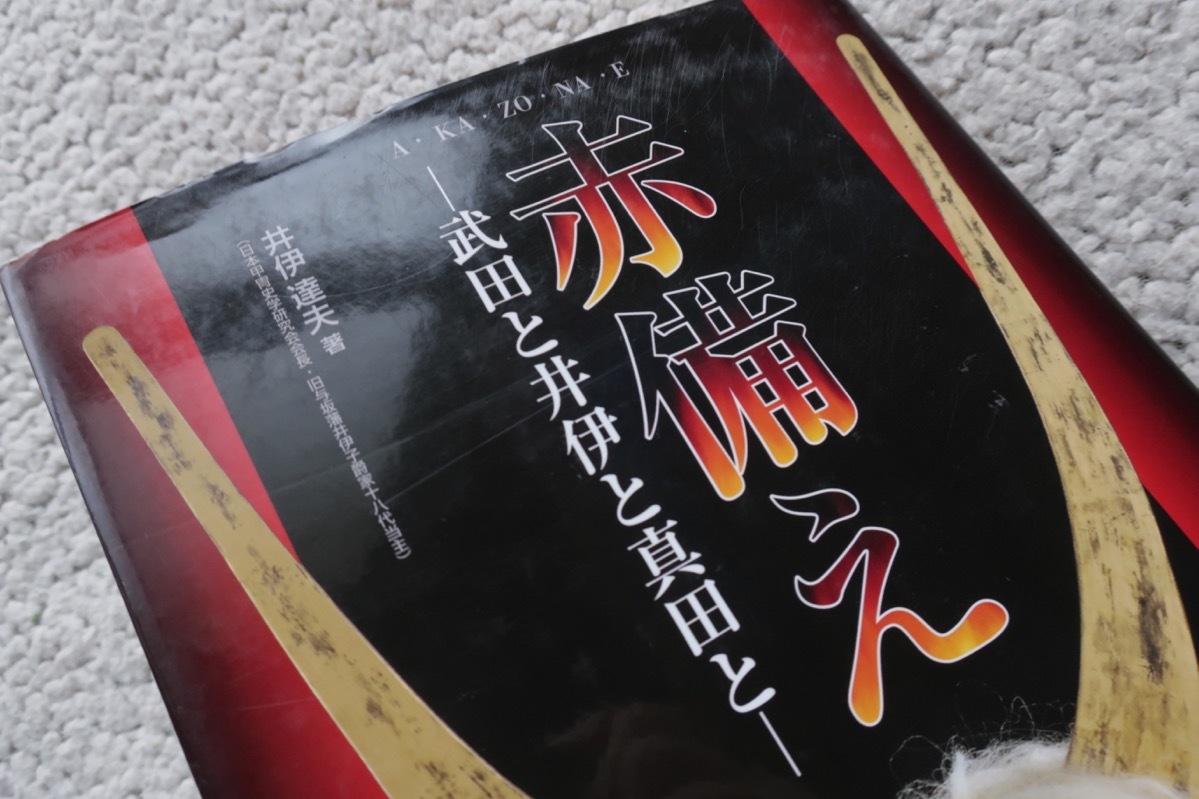 A・KA・ZO・NA・E
赤備え
―武田と井伊と真田と―
井伊達夫 著
(日本甲冑史学研究会会長・旧与板藩井伊子爵家十八代当主)